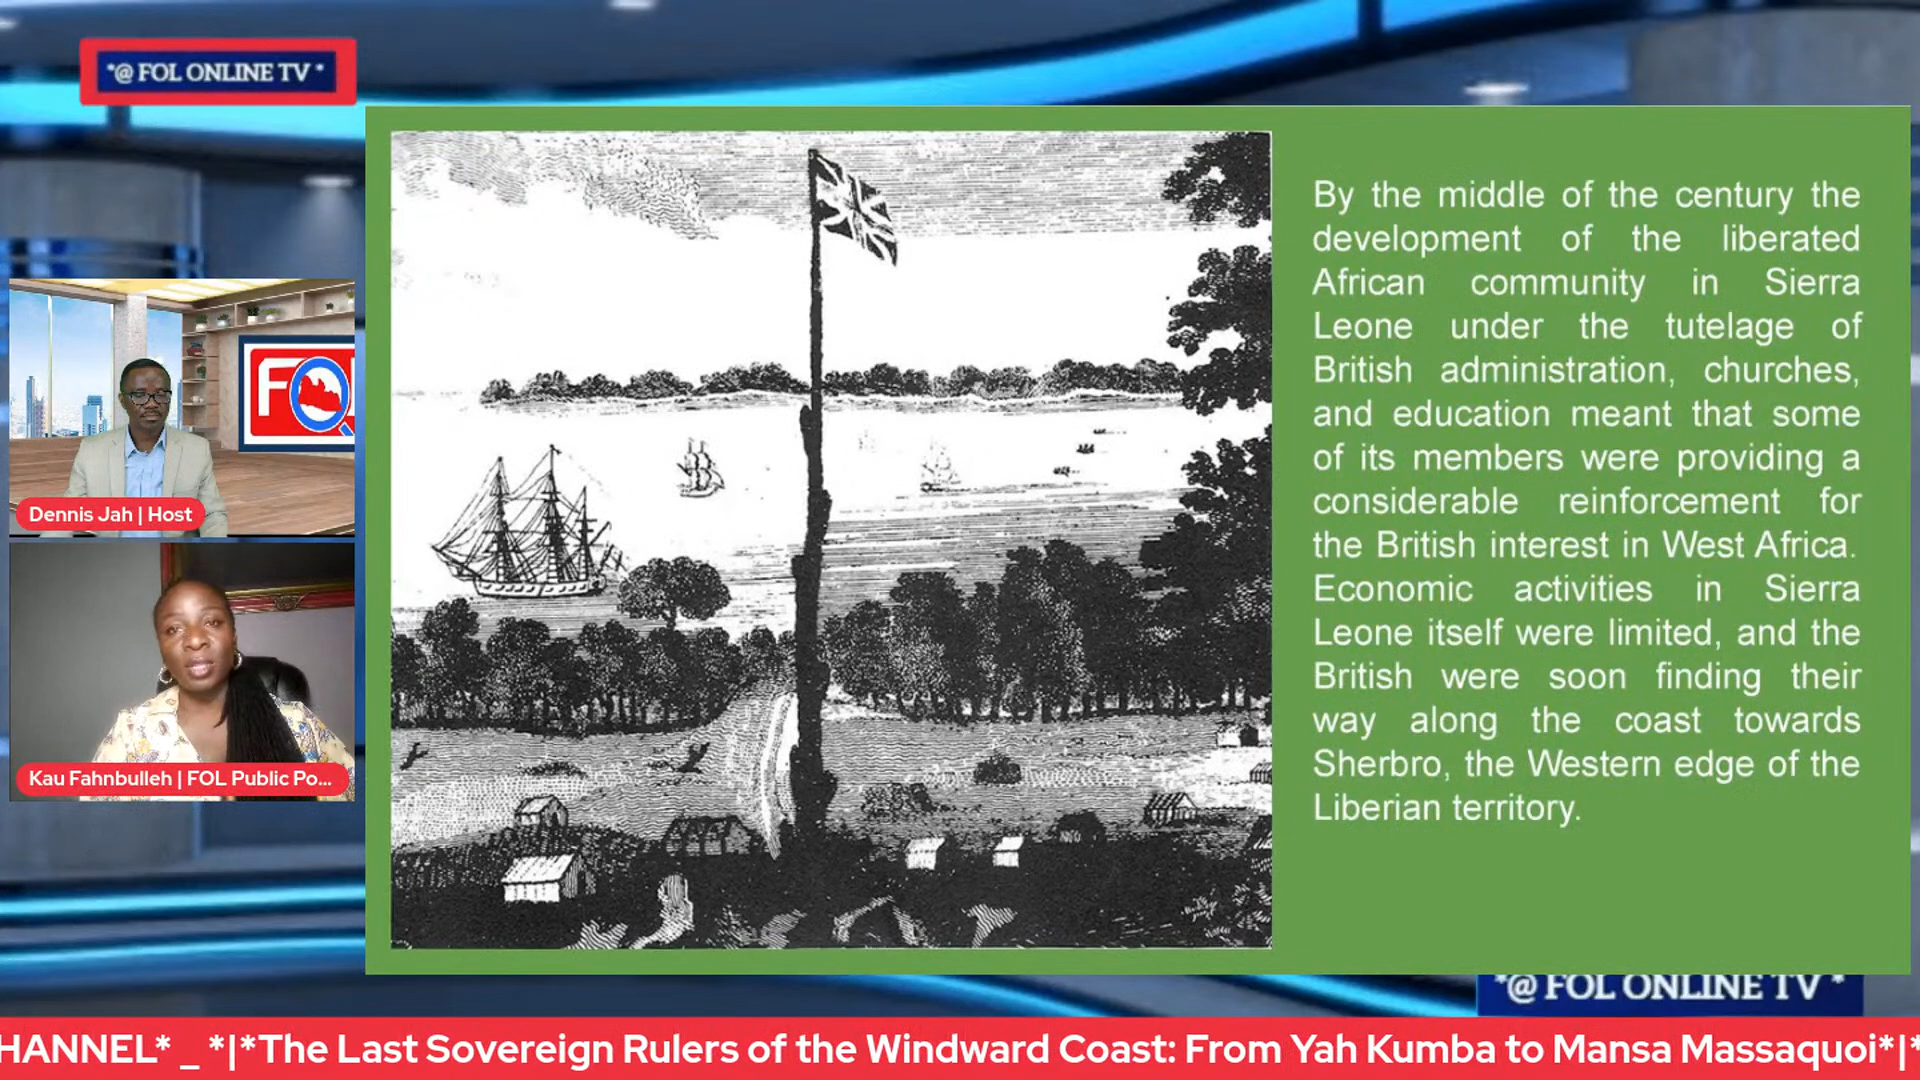 *@ FOL ONLINE TV *
By the middle of the century the
development of the liberated
African community in Sierra
Leone under the tutelage of
British administration, churches,
and education meant that some
of its members were providing a
considerable reinforcement for
the British interest in West Africa.
Economic activities in Sierra
Leone itself were limited, and the
British were soon finding their
way along the coast towards
Sherbro, the Western edge of the
Liberian territory.
Dennis Jah | Host
Kau Fahnbulleh | FOL Public Po...
*@ FOL ONLINE TV *
HANNEL* _ *|*The Last Sovereign Rulers of the Windward Coast: From Yah Kumba to Mansa Massaquoi*|*